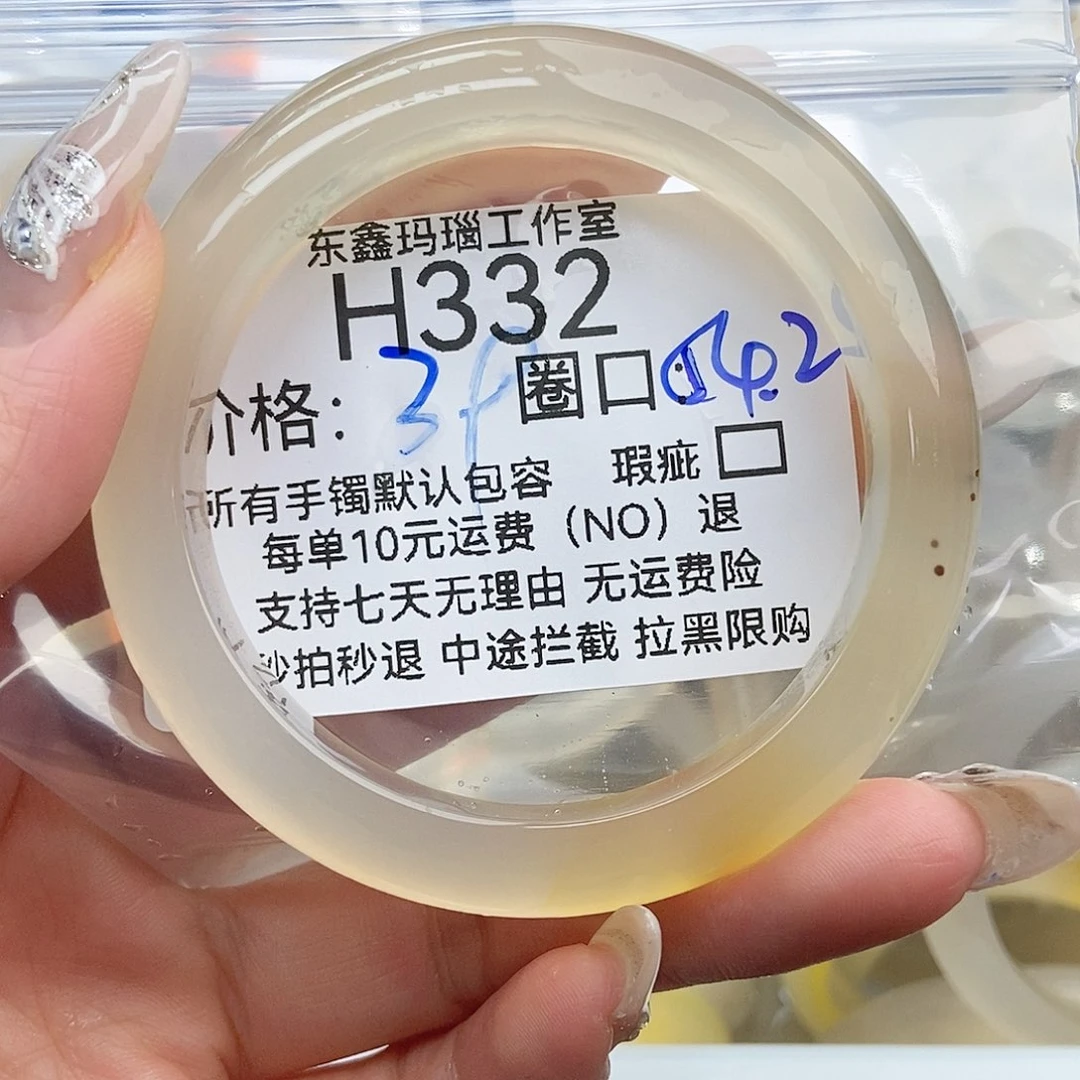 东鑫玛瑙工作室
H332
价格： 圈口：54.2
所有手镯默认包容 瑕疵
每单10元运费（NO）退
支持七天无理由 无运费险
秒拍秒退 中途拦截 拉黑限购